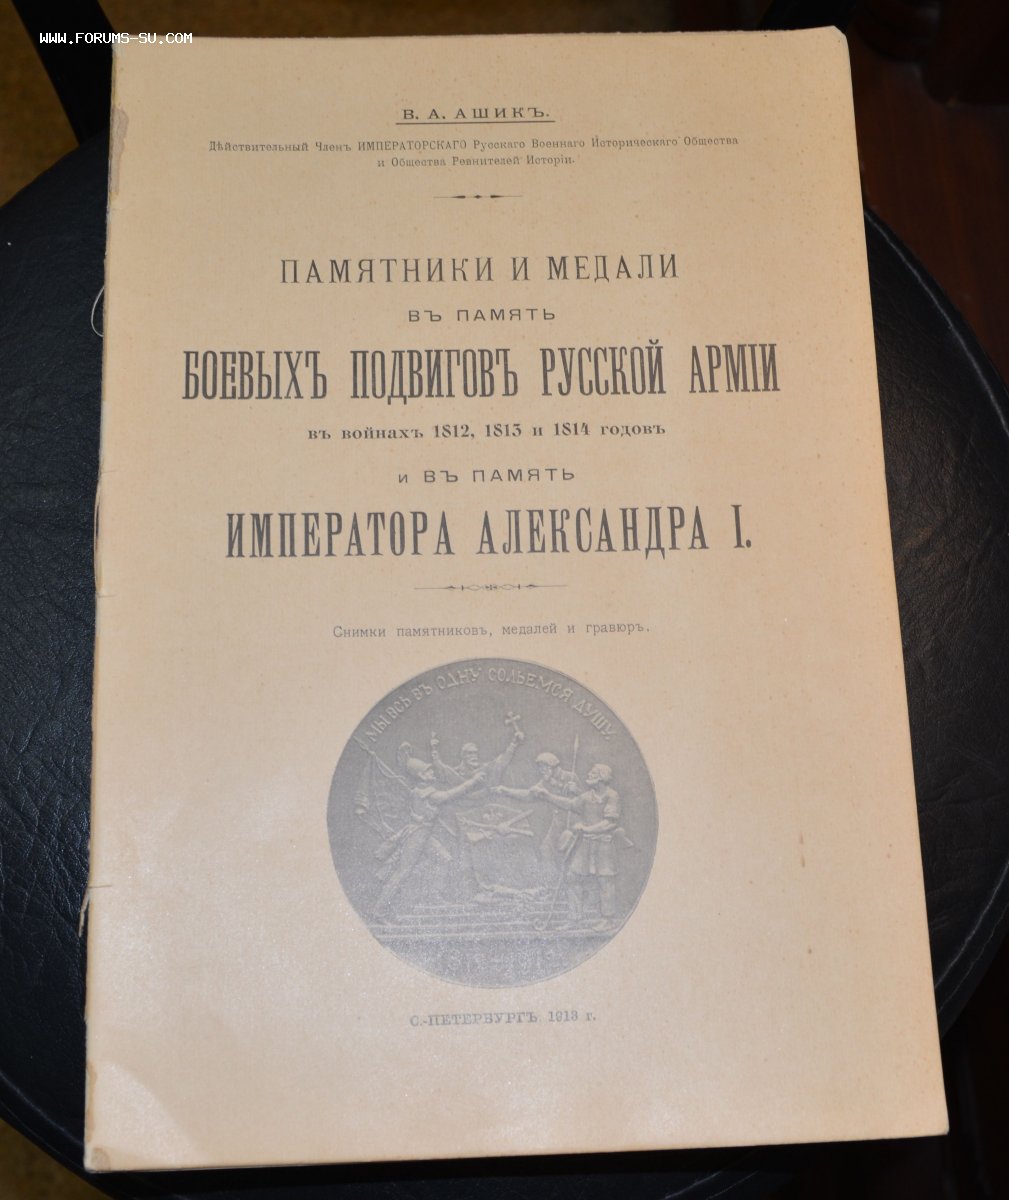 WWW.FORUMS-SU.COM
В. А. АШИКЪ.
Дѣйствительный Членъ ИМПЕРАТОРСКАГО Русскаго Военнаго Историческаго Общества
и Общества Ревнителей Исторіи.
ПАМЯТНИКИ И МЕДАЛИ
ВЪ ПАМЯТЬ
БОЕВЫХЪ ПОДВИГОВЪ РУССКОЙ АРМІИ
въ войнахъ 1812, 1813 и 1814 годовъ
и ВЪ ПАМЯТЬ
ИМПЕРАТОРА АЛЕКСАНДРА I.
Снимки памятниковъ, медалей и гравюръ.
МЫ ВСѢ ВЪ ОДНУ СОЛЬЕМСЯ ДУШУ
С.-ПЕТЕРБУРГЪ 1913 г.